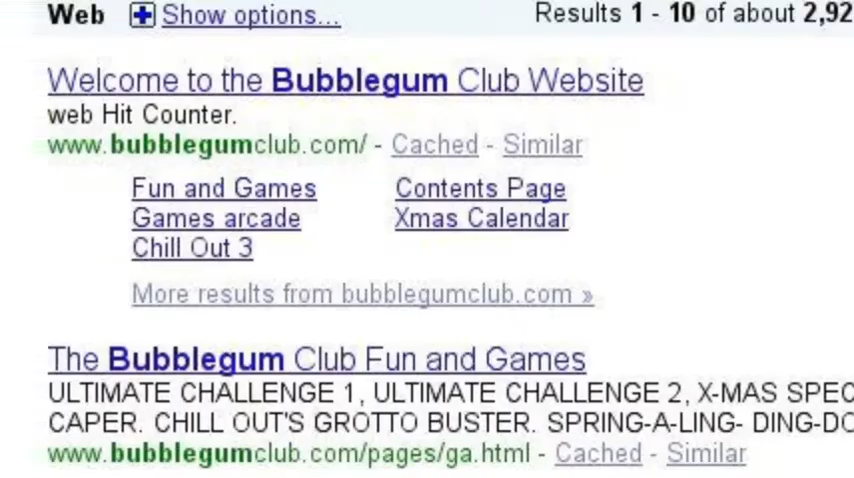 Web Show options...
Results 1 - 10 of about 2,92
Welcome to the Bubblegum Club Website
web Hit Counter.
www.bubblegumclub.com/ - Cached - Similar
Fun and Games Contents Page
Games arcade Xmas Calendar
Chill Out 3
More results from bubblegumclub.com »
The Bubblegum Club Fun and Games
ULTIMATE CHALLENGE 1, ULTIMATE CHALLENGE 2, X-MAS SPEC
CAPER. CHILL OUT'S GROTTO BUSTER. SPRING-A-LING- DING-DO
www.bubblegumclub.com/pages/ga.html - Cached - Similar